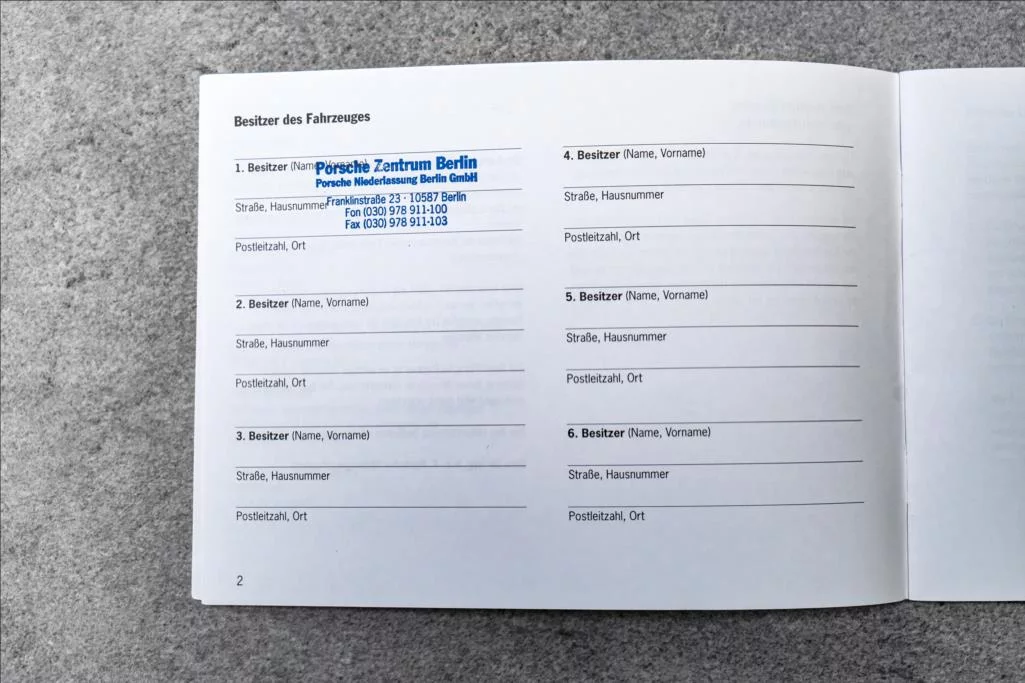 Besitzer des Fahrzeuges
1. Besitzer (Name, Vorname)
Porsche Zentrum Berlin
Porsche Niederlassung Berlin GmbH
Straße, Hausnummer
Franklinstraße 23 · 10587 Berlin
Fon (030) 978 911-100
Fax (030) 978 911-103
Postleitzahl, Ort
2. Besitzer (Name, Vorname)
Straße, Hausnummer
Postleitzahl, Ort
3. Besitzer (Name, Vorname)
Straße, Hausnummer
Postleitzahl, Ort
2
4. Besitzer (Name, Vorname)
Straße, Hausnummer
Postleitzahl, Ort
5. Besitzer (Name, Vorname)
Straße, Hausnummer
Postleitzahl, Ort
6. Besitzer (Name, Vorname)
Straße, Hausnummer
Postleitzahl, Ort